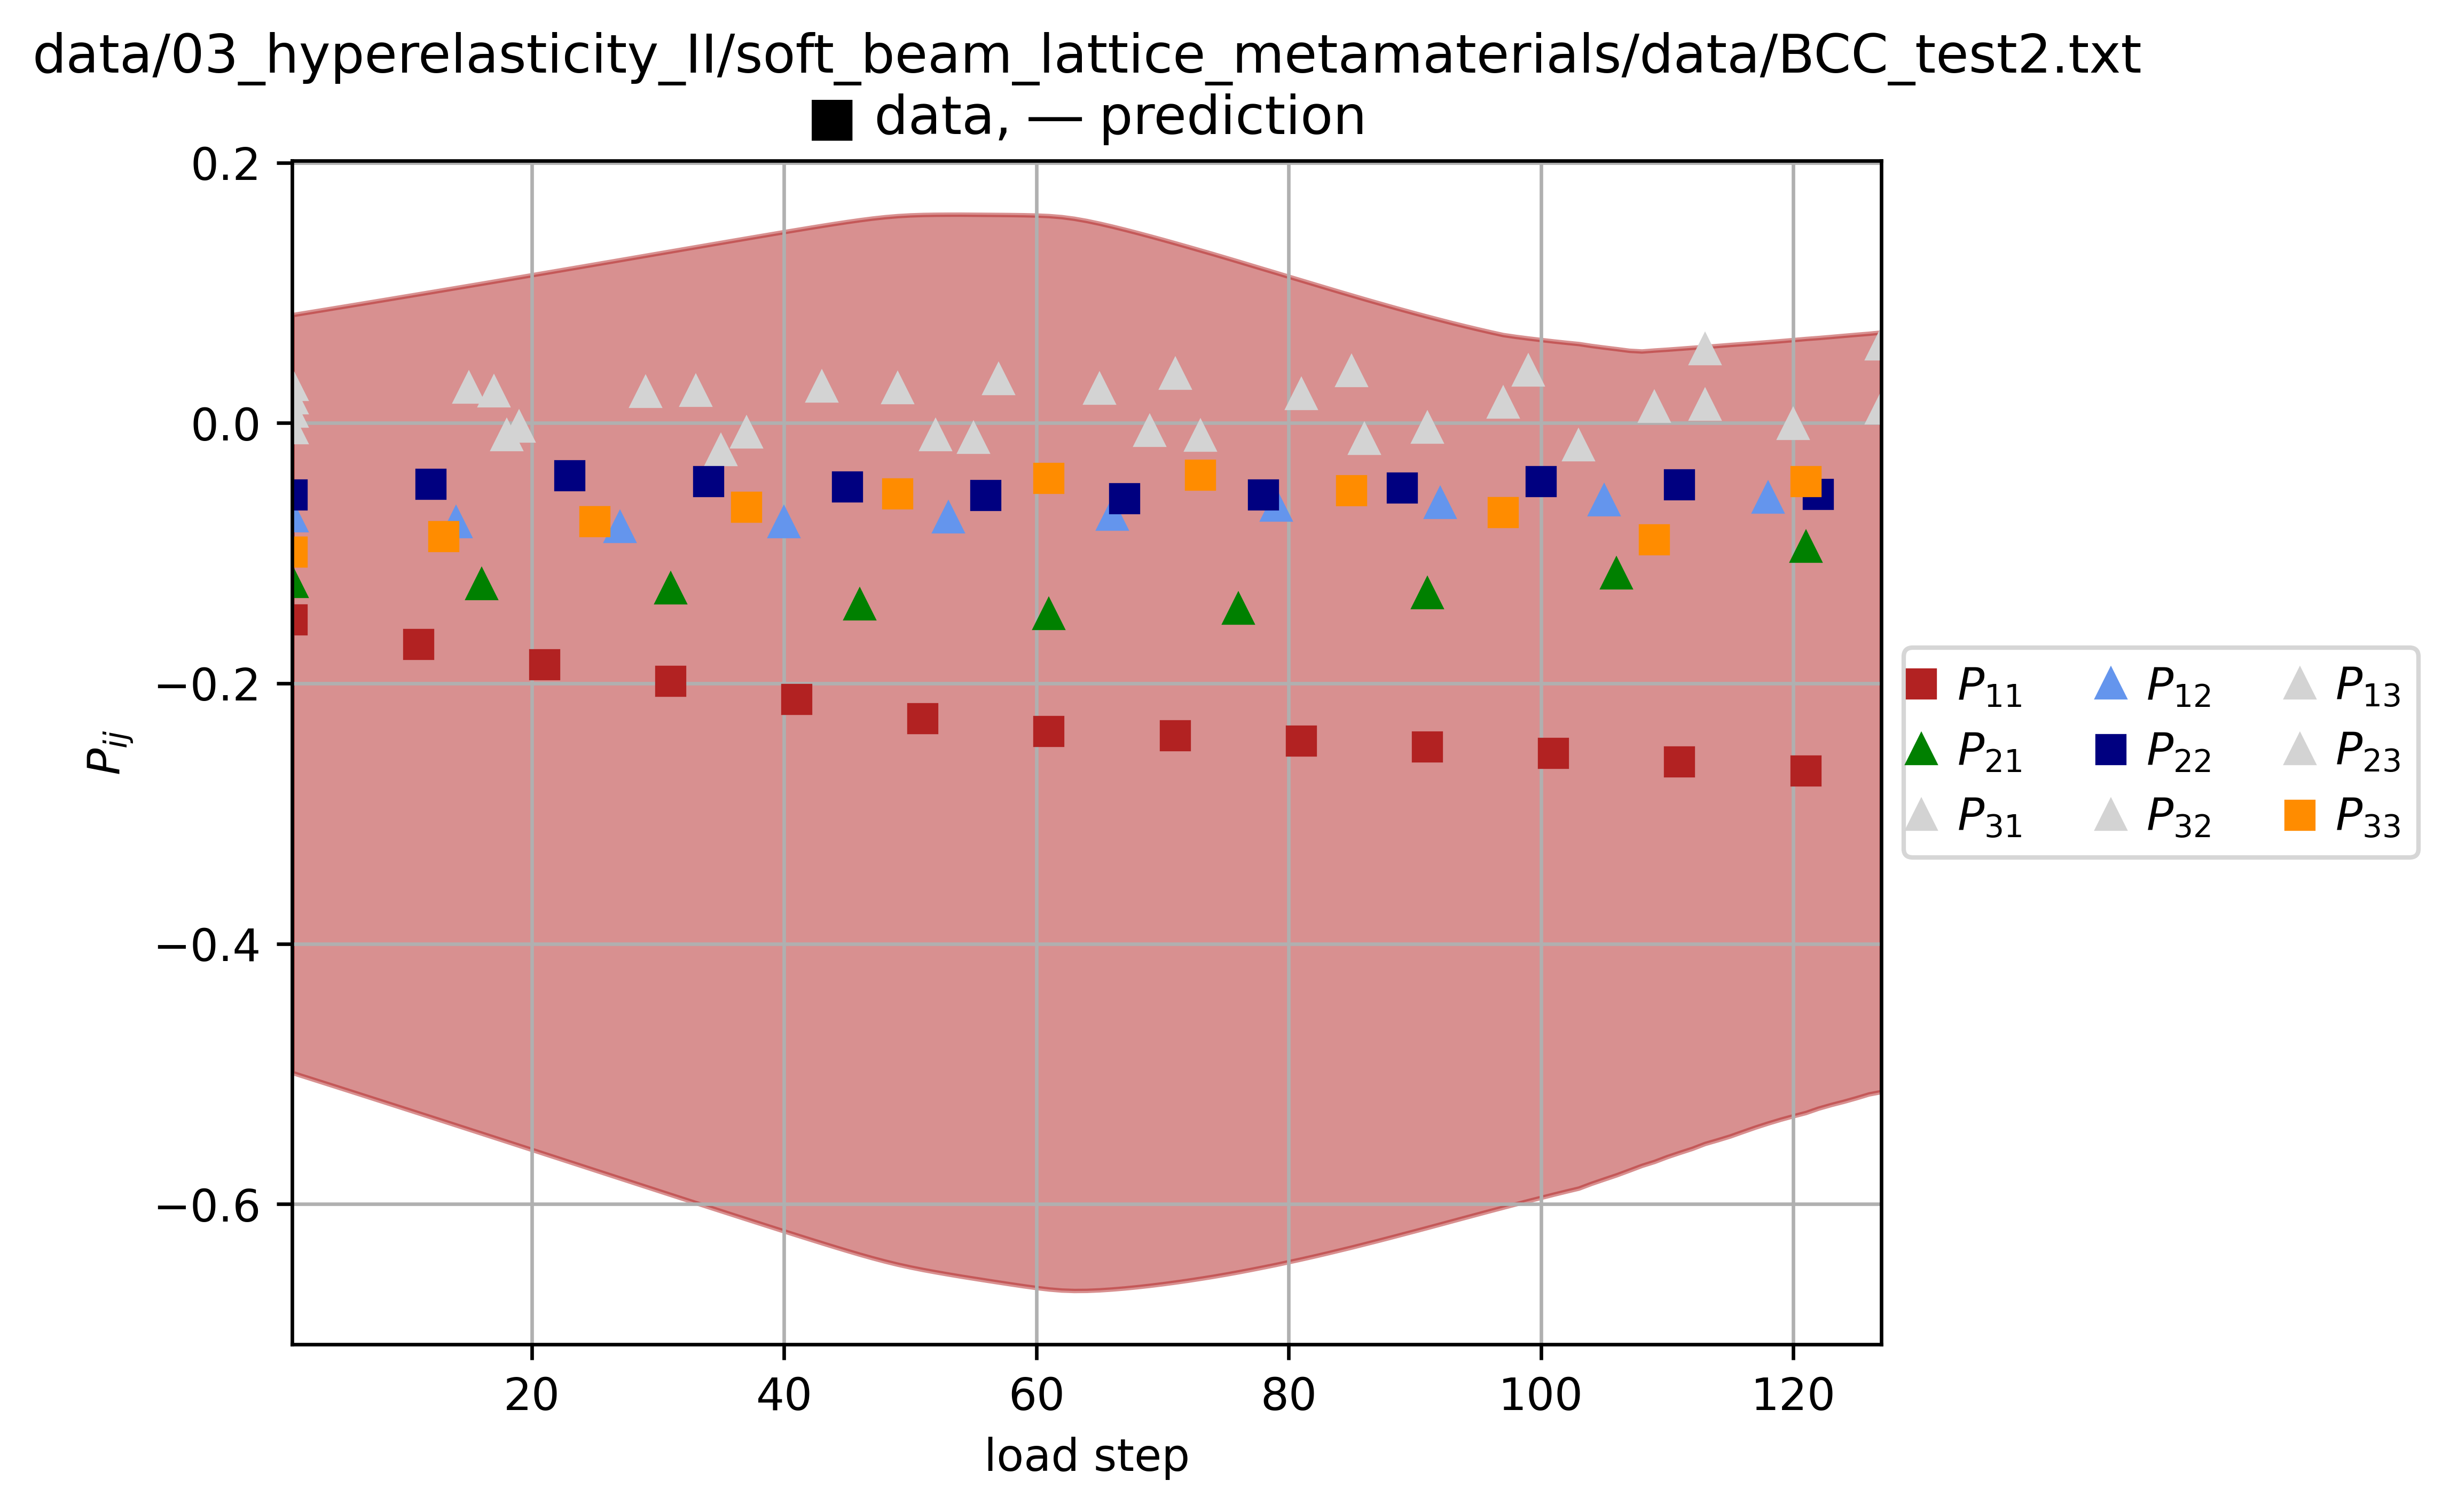 data/03_hyperelasticity_II/soft_beam_lattice_metamaterials/data/BCC_test2.txt
■ data, — prediction
0.2
0.0
−0.2
−0.4
−0.6
P_ij
20 40 60 80 100 120
load step
P_11 P_12 P_13
P_21 P_22 P_23
P_31 P_32 P_33